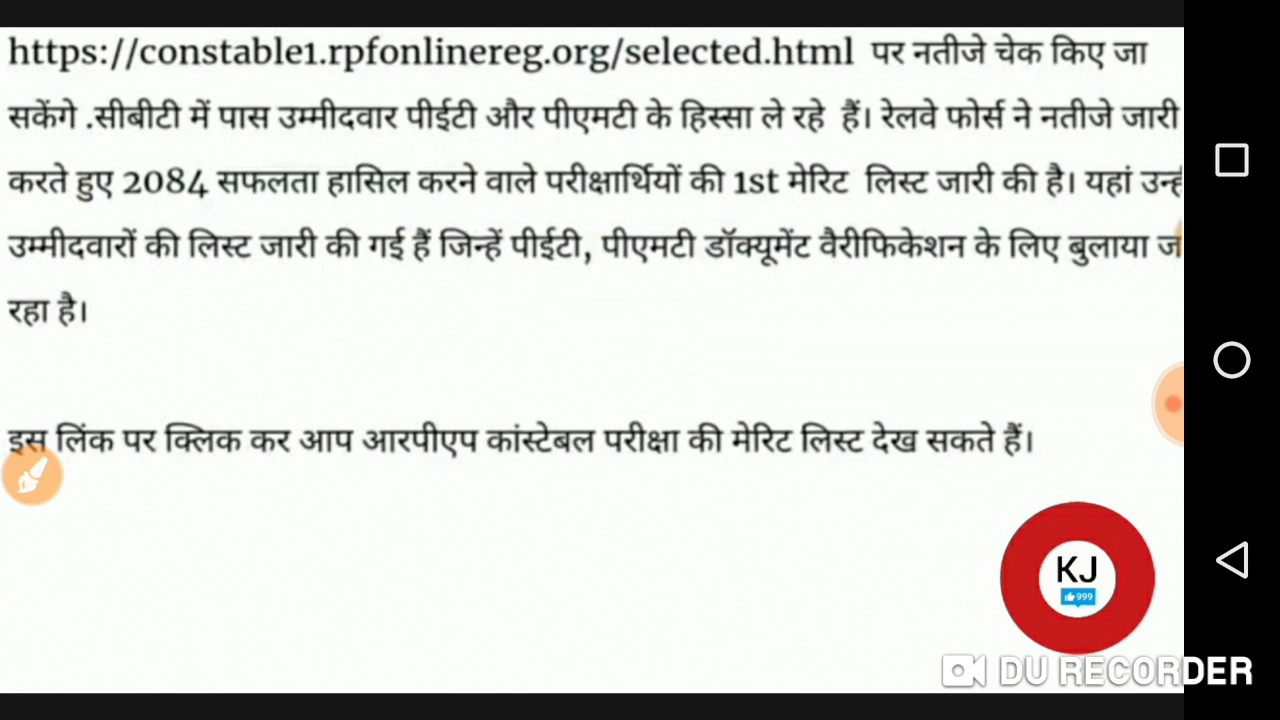 https://constable1.rpfonlinereg.org/selected.html पर नतीजे चेक किए जा
सकेंगे .सीबीटी में पास उम्मीदवार पीईटी और पीएमटी के हिस्सा ले रहे हैं। रेलवे फोर्स ने नतीजे जारी
करते हुए 2084 सफलता हासिल करने वाले परीक्षार्थियों की 1st मेरिट लिस्ट जारी की है। यहां
उम्मीदवारों की लिस्ट जारी की गई हैं जिन्हें पीईटी, पीएमटी डॉक्यूमेंट वैरीफिकेशन के लिए बुलाया
रहा है।
इस लिंक पर क्लिक कर आप आरपीएप कांस्टेबल परीक्षा की मेरिट लिस्ट देख सकते हैं।
KJ
999
DU RECORDER